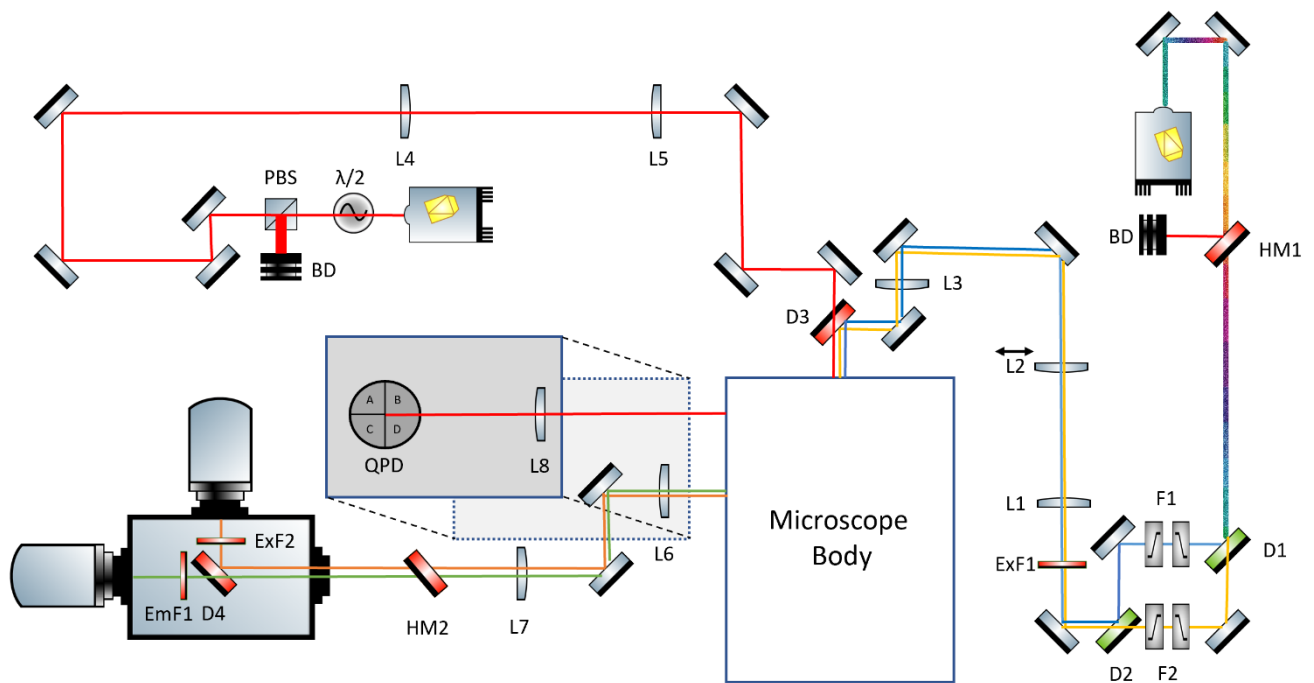 L4
L5
PBS
λ/2
BD
BD
HM1
L3
D3
L2
A B
C D
QPD
L8
L6
L1
F1
D1
ExF1
D2
F2
Microscope
Body
ExF2
EmF1
D4
HM2
L7